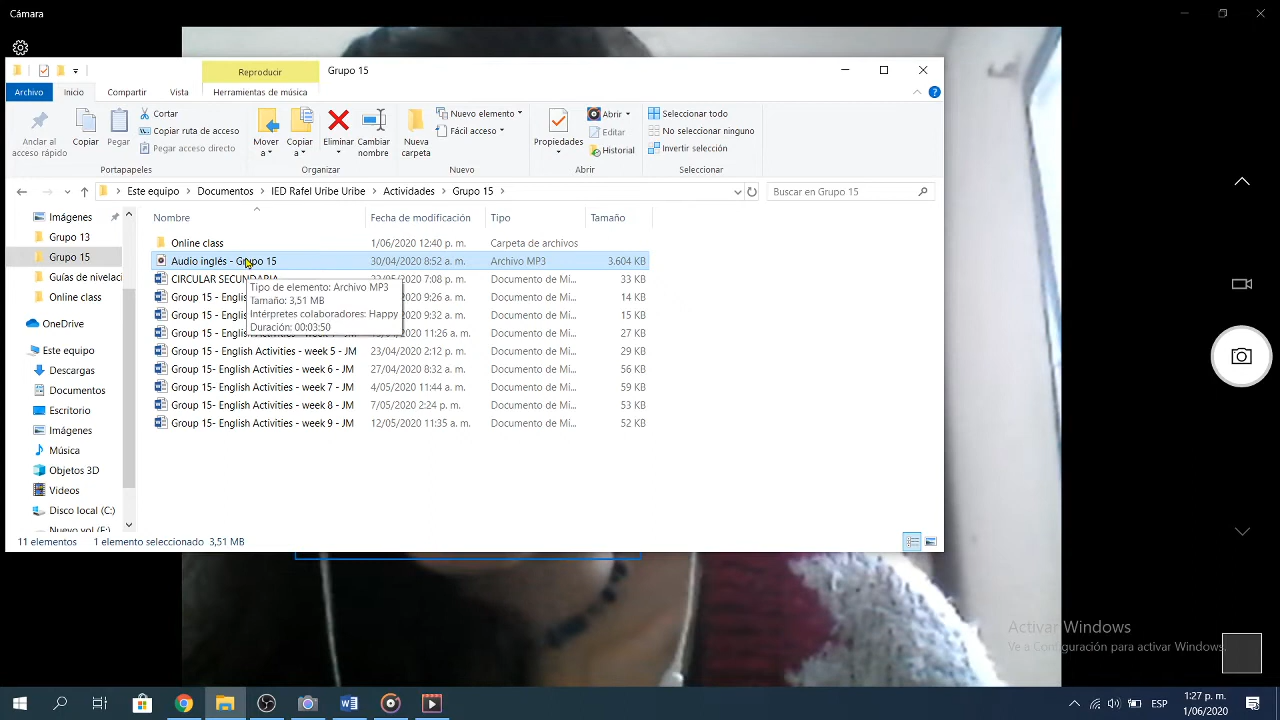 Cámara
Reproducir
Grupo 15
Archivo
Inicio
Compartir
Vista
Herramientas de música
Anclar al
acceso rápido
Copiar
Pegar
Cortar
Copiar ruta de acceso
Pegar acceso directo
Mover
a
Copiar
a
Eliminar
Cambiar
nombre
Nueva
carpeta
Nuevo elemento
Fácil acceso
Propiedades
Abrir
Editar
Historial
Seleccionar todo
No seleccionar ninguno
Invertir selección
Portapapeles
Organizar
Nuevo
Abrir
Seleccionar
Este equipo > Documentos > IED Rafel Uribe Uribe > Actividades > Grupo 15 >
Buscar en Grupo 15
Nombre Fecha de modificación Tipo Tamaño
Online class 1/06/2020 12:40 p. m. Carpeta de archivos
Audio inglés - Grupo 15 30/04/2020 8:52 a. m. Archivo MP3 3.604 KB
CIRCULAR SECUNDARIA 7:08 p. m. Documento de Mi... 33 KB
Group 15 - 9:26 a. m. Documento de Mi... 14 KB
Group 15 - 9:32 a. m. Documento de Mi... 15 KB
Group 15 - 11:26 a. m. Documento de Mi... 27 KB
Group 15- English Activities - week 5 - JM 23/04/2020 2:12 p. m. Documento de Mi... 29 KB
Group 15- English Activities - week 6 - JM 27/04/2020 8:32 a. m. Documento de Mi... 56 KB
Group 15- English Activities - week 7 - JM 4/05/2020 11:44 a. m. Documento de Mi... 59 KB
Group 15- English Activities - week 8 - JM 7/05/2020 2:24 p. m. Documento de Mi... 53 KB
Group 15- English Activities - week 9 - JM 12/05/2020 11:35 a. m. Documento de Mi... 52 KB
Tipo de elemento: Archivo MP3
Tamaño: 3,51 MB
Intérpretes colaboradores: Happy
Duración: 00:03:50
Imágenes
Grupo 13
Grupo 15
Guías de nivelaci
Online class
OneDrive
Este equipo
Descargas
Documentos
Escritorio
Imágenes
Música
Objetos 3D
Videos
Disco local (C:)
Nuevo vol (E:)
11 elementos 1 elemento seleccionado 3,51 MB
Activar Windows
Ve a Configuración para activar Windows.
ESP
1:27 p. m.
1/06/2020